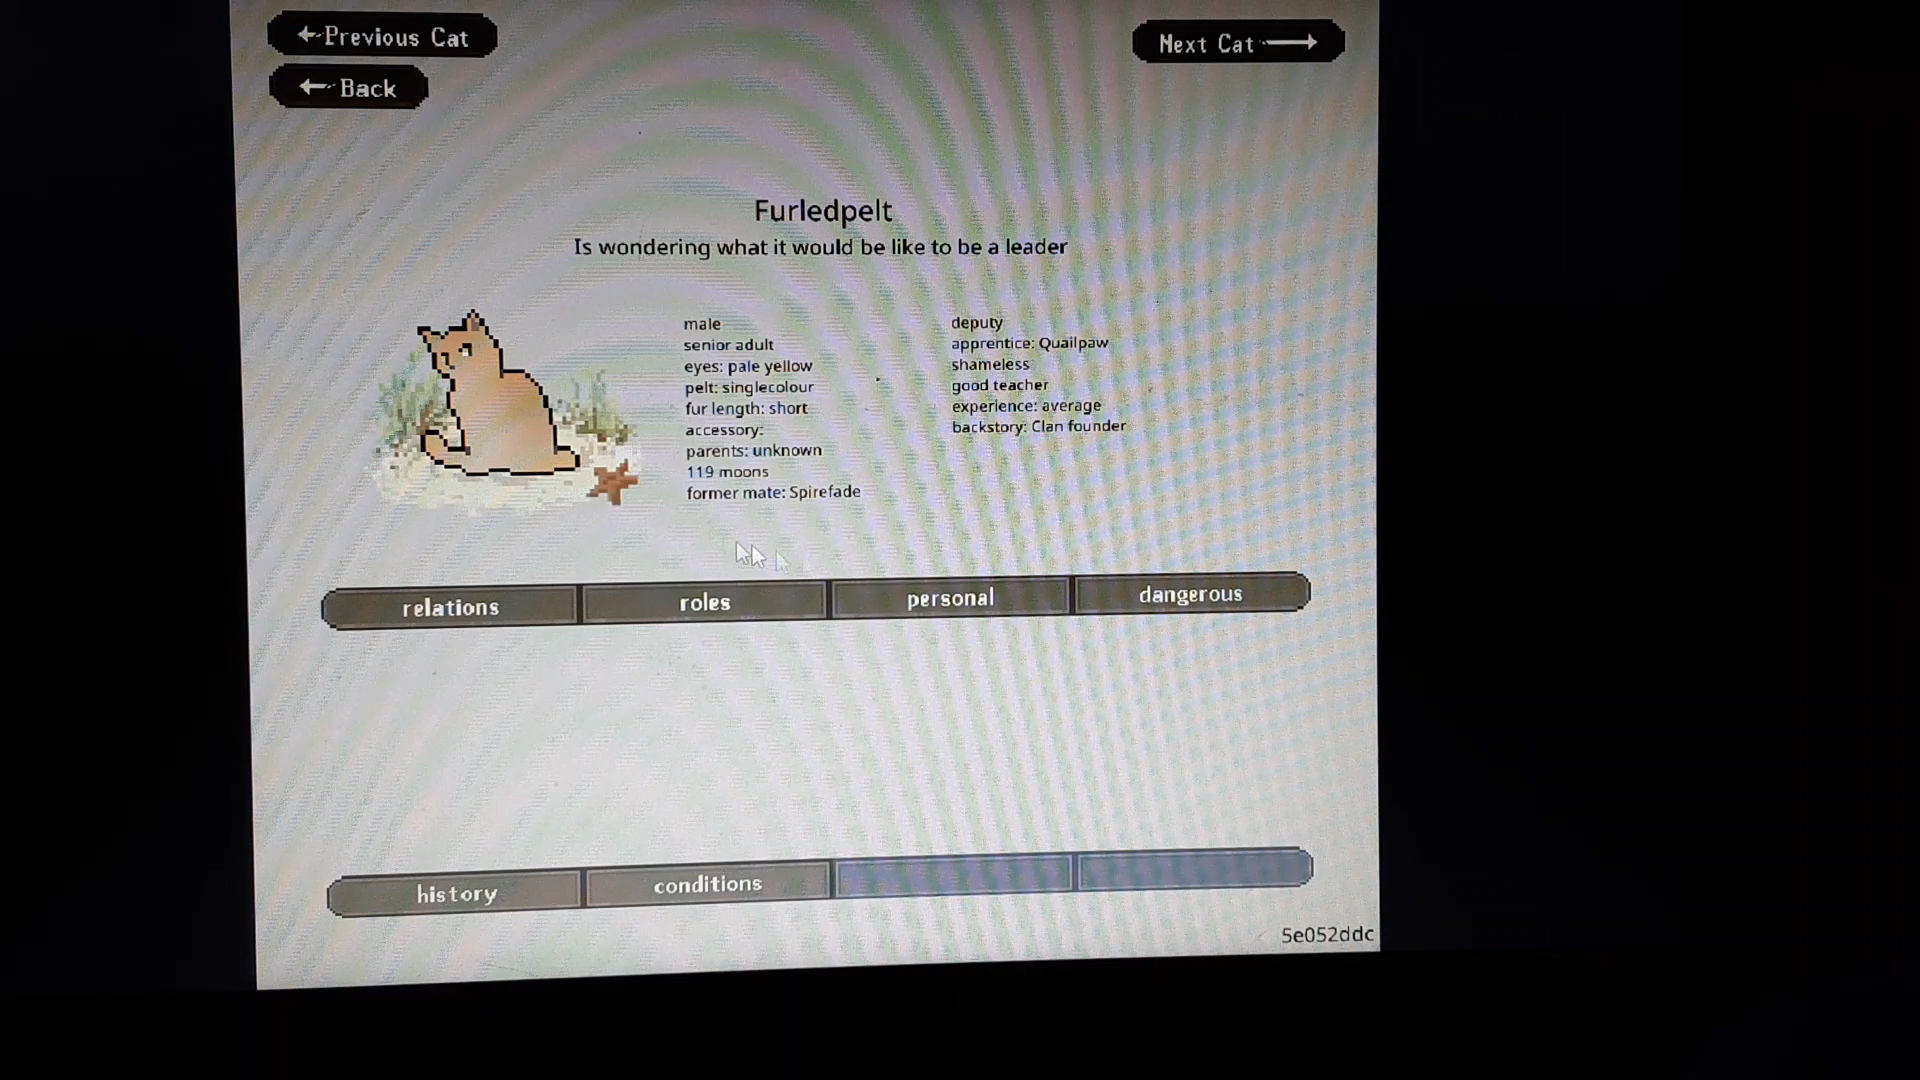 Previous Cat
Next Cat
Back
Furledpelt
Is wondering what it would be like to be a leader
male
senior adult
eyes: pale yellow
pelt: singlecolour
fur length: short
accessory:
parents: unknown
119 moons
former mate: Spirefade
deputy
apprentice: Quailpaw
shameless
good teacher
experience: average
backstory: Clan founder
relations
roles
personal
dangerous
history
conditions
5e052ddc